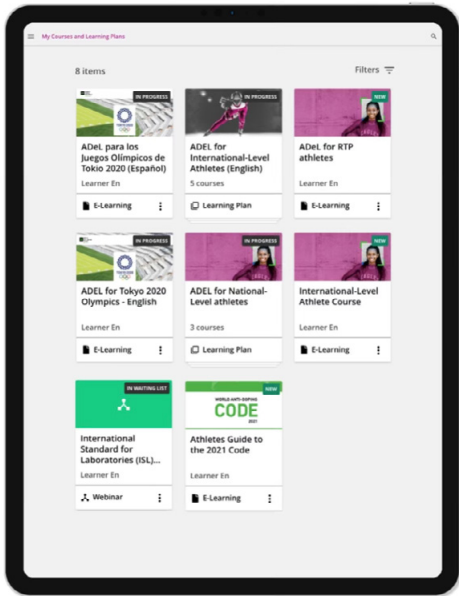 My Courses and Learning Plans
8 items
Filters
IN PROGRESS
IN PROGRESS
NEW
TOKYO 2020
ADeL para los
Juegos Olímpicos de
Tokio 2020 (Español)
ADEL for
International-Level
Athletes (English)
ADeL for RTP
athletes
Learner En
5 courses
Learner En
E-Learning
Learning Plan
E-Learning
IN PROGRESS
IN PROGRESS
NEW
ADEL for Tokyo 2020
Olympics - English
ADEL for National-
Level athletes
International-Level
Athlete Course
Learner En
3 courses
Learner En
E-Learning
Learning Plan
E-Learning
IN WAITING LIST
NEW
WORLD ANTI-DOPING
CODE
2021
International
Standard for
Laboratories (ISL)...
Athletes Guide to
the 2021 Code
Learner En
Learner En
Webinar
E-Learning